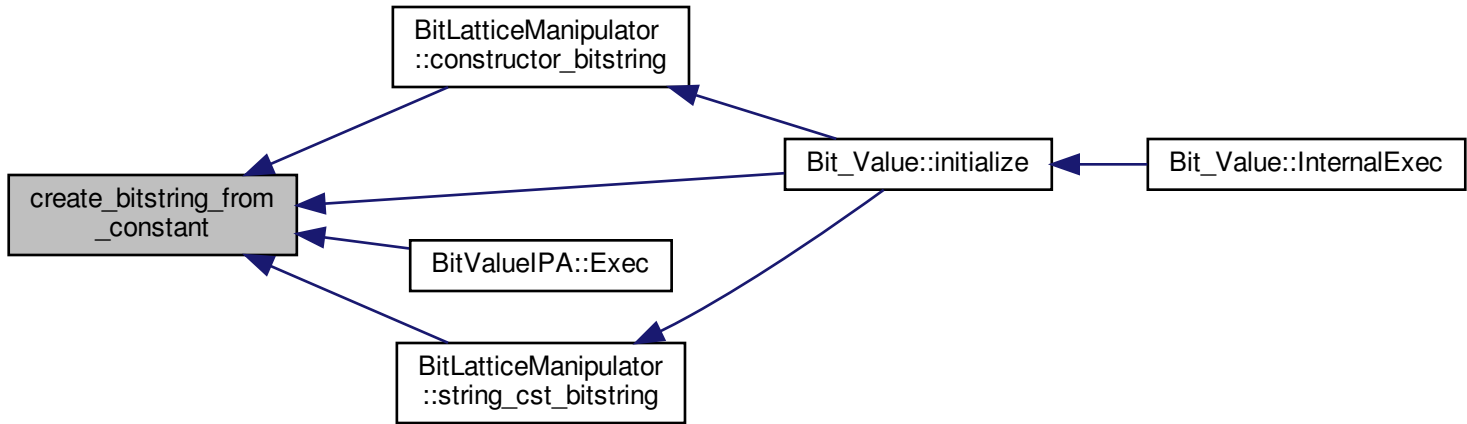 BitLatticeManipulator
::constructor_bitstring
Bit_Value::initialize
Bit_Value::InternalExec
create_bitstring_from
_constant
BitValueIPA::Exec
BitLatticeManipulator
::string_cst_bitstring